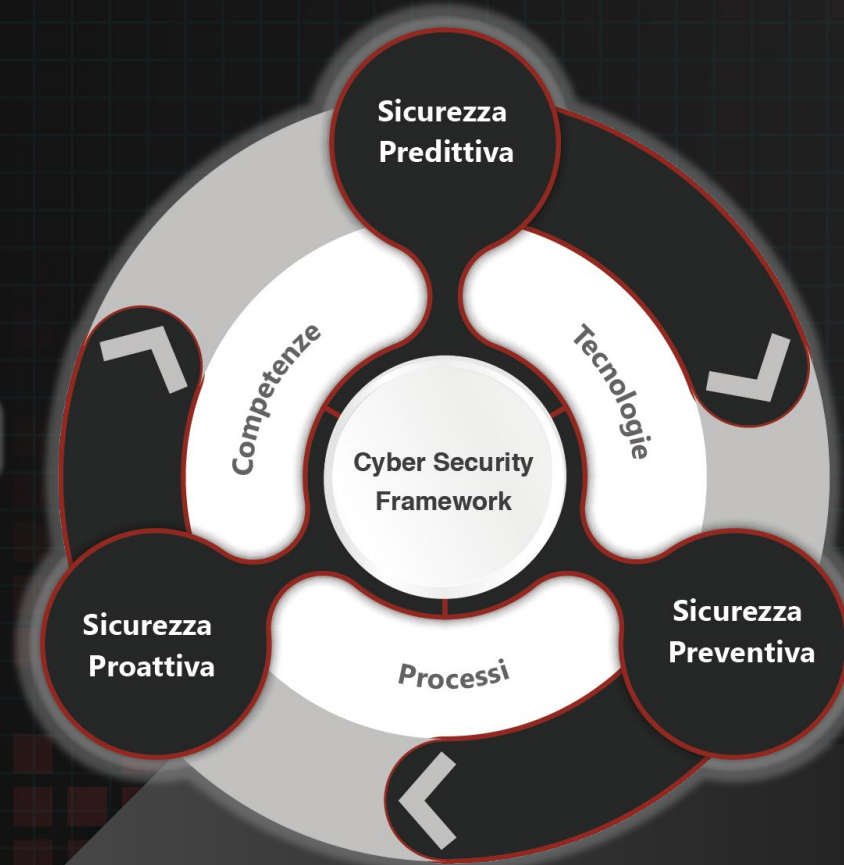 Sicurezza
Predittiva
Competenze
Tecnologie
Cyber Security
Framework
Sicurezza
Proattiva
Sicurezza
Preventiva
Processi